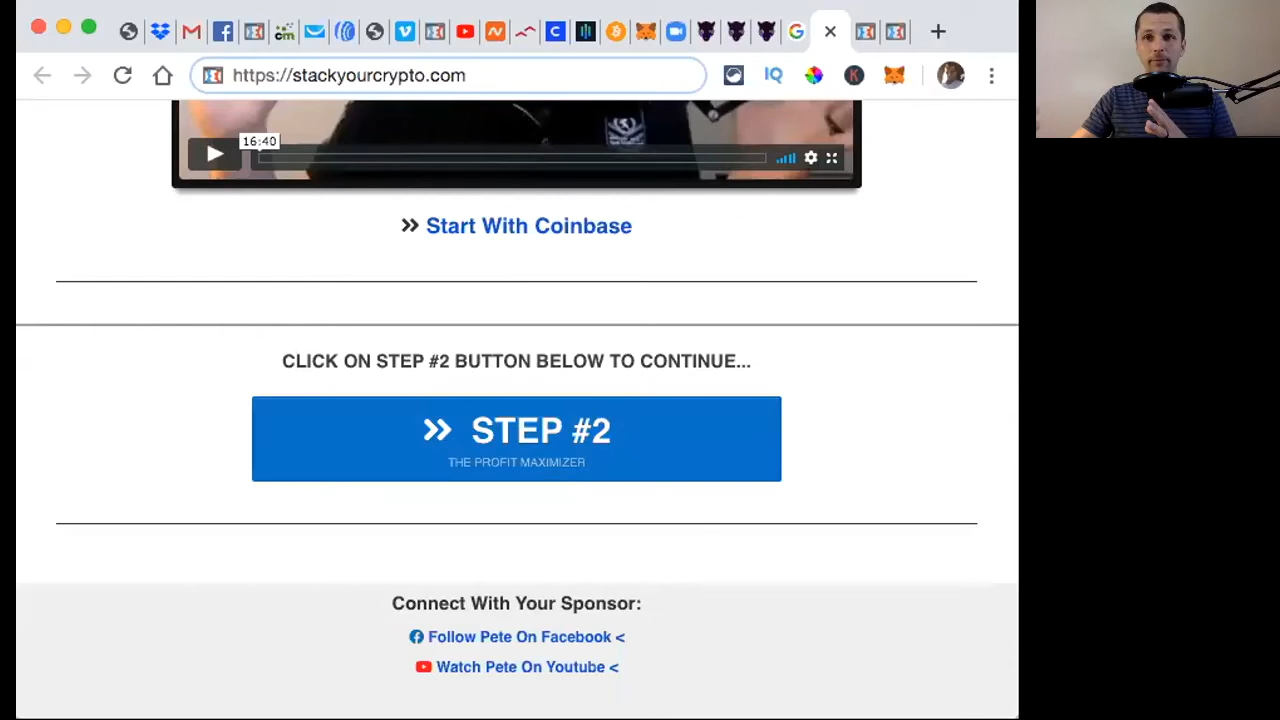 https://stackyourcrypto.com
16:40
Start With Coinbase
CLICK ON STEP #2 BUTTON BELOW TO CONTINUE...
STEP #2
THE PROFIT MAXIMIZER
Connect With Your Sponsor:
Follow Pete On Facebook <
Watch Pete On Youtube <